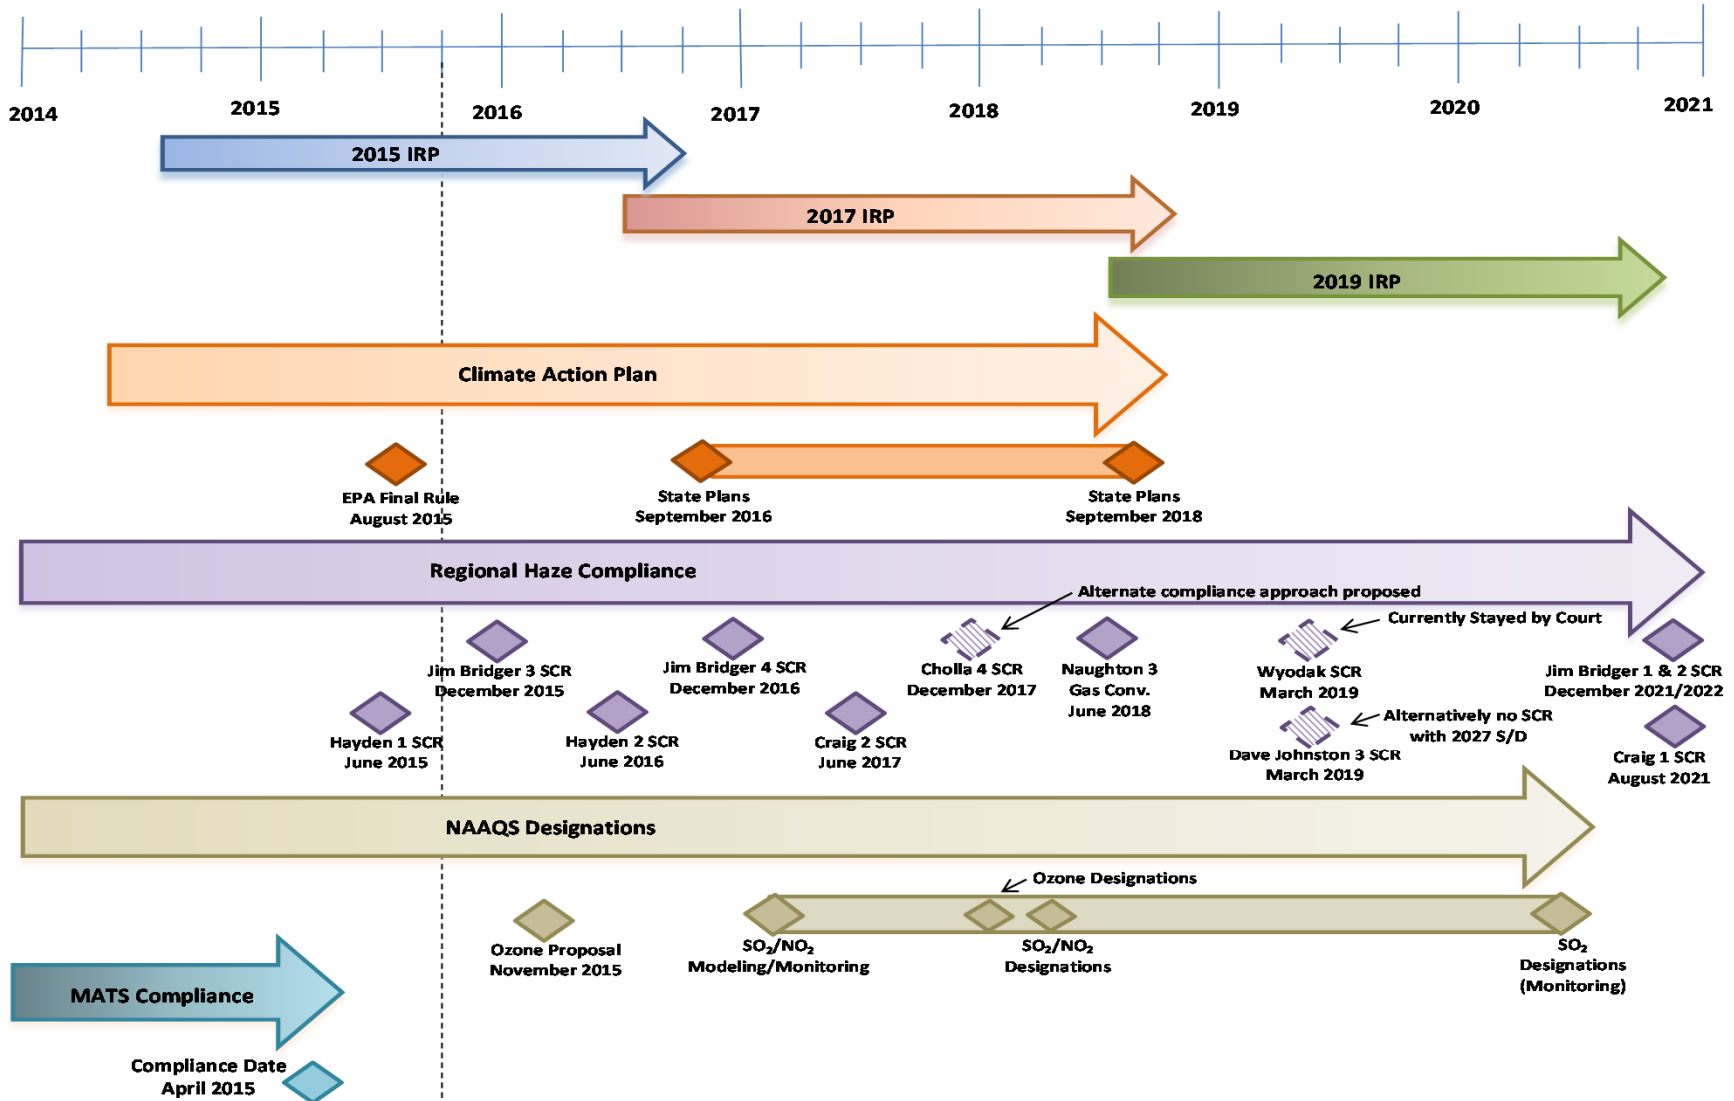 2014
2015
2016
2017
2018
2019
2020
2021
2015 IRP
2017 IRP
2019 IRP
Climate Action Plan
EPA Final Rule
August 2015
State Plans
September 2016
State Plans
September 2018
Regional Haze Compliance
Alternate compliance approach proposed
Currently Stayed by Court
Jim Bridger 3 SCR
December 2015
Jim Bridger 4 SCR
December 2016
Cholla 4 SCR
December 2017
Naughton 3
Gas Conv.
June 2018
Wyodak SCR
March 2019
Jim Bridger 1 & 2 SCR
December 2021/2022
Hayden 1 SCR
June 2015
Hayden 2 SCR
June 2016
Craig 2 SCR
June 2017
Alternatively no SCR
with 2027 S/D
Dave Johnston 3 SCR
March 2019
Craig 1 SCR
August 2021
NAAQS Designations
Ozone Designations
Ozone Proposal
November 2015
SO₂/NO₂
Modeling/Monitoring
SO₂/NO₂
Designations
SO₂
Designations
(Monitoring)
MATS Compliance
Compliance Date
April 2015